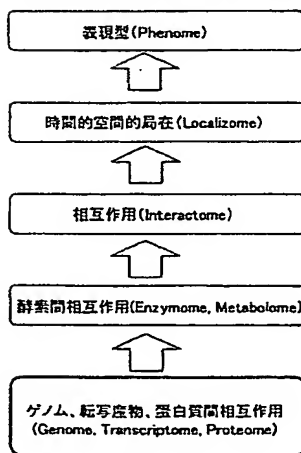 表現型(Phenome)
時間的空間的局在(Localizome)
相互作用(Interactome)
酵素間相互作用(Enzymome, Metabolome)
ゲノム、転写産物、蛋白質間相互作用
(Genome, Transcriptome, Proteome)